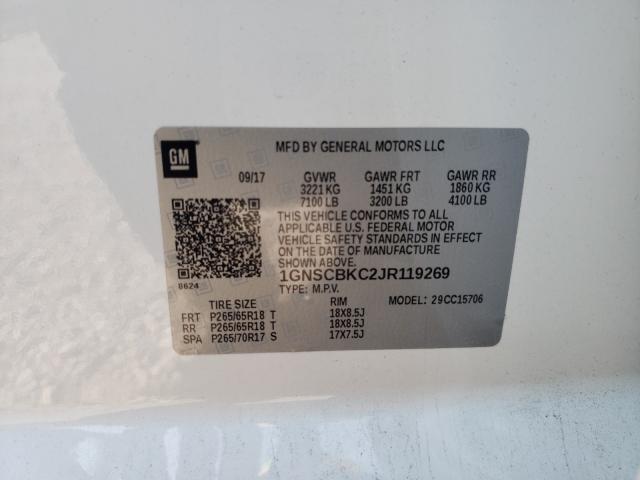 GM
MFD BY GENERAL MOTORS LLC
09/17 GVWR GAWR FRT GAWR RR
3221 KG 1451 KG 1860 KG
7100 LB 3200 LB 4100 LB
THIS VEHICLE CONFORMS TO ALL
APPLICABLE U.S. FEDERAL MOTOR
VEHICLE SAFETY STANDARDS IN
EFFECT ON THE DATE OF MANUFACTURE
SHOWN ABOVE.
1GNSCBKC2JR119269
8624
TYPE: M.P.V. MODEL: 29CC15706
TIRE SIZE RIM
FRT P265/65R18 T 18X8.5J
RR P265/65R18 T 18X8.5J
SPA P265/70R17 S 17X7.5J